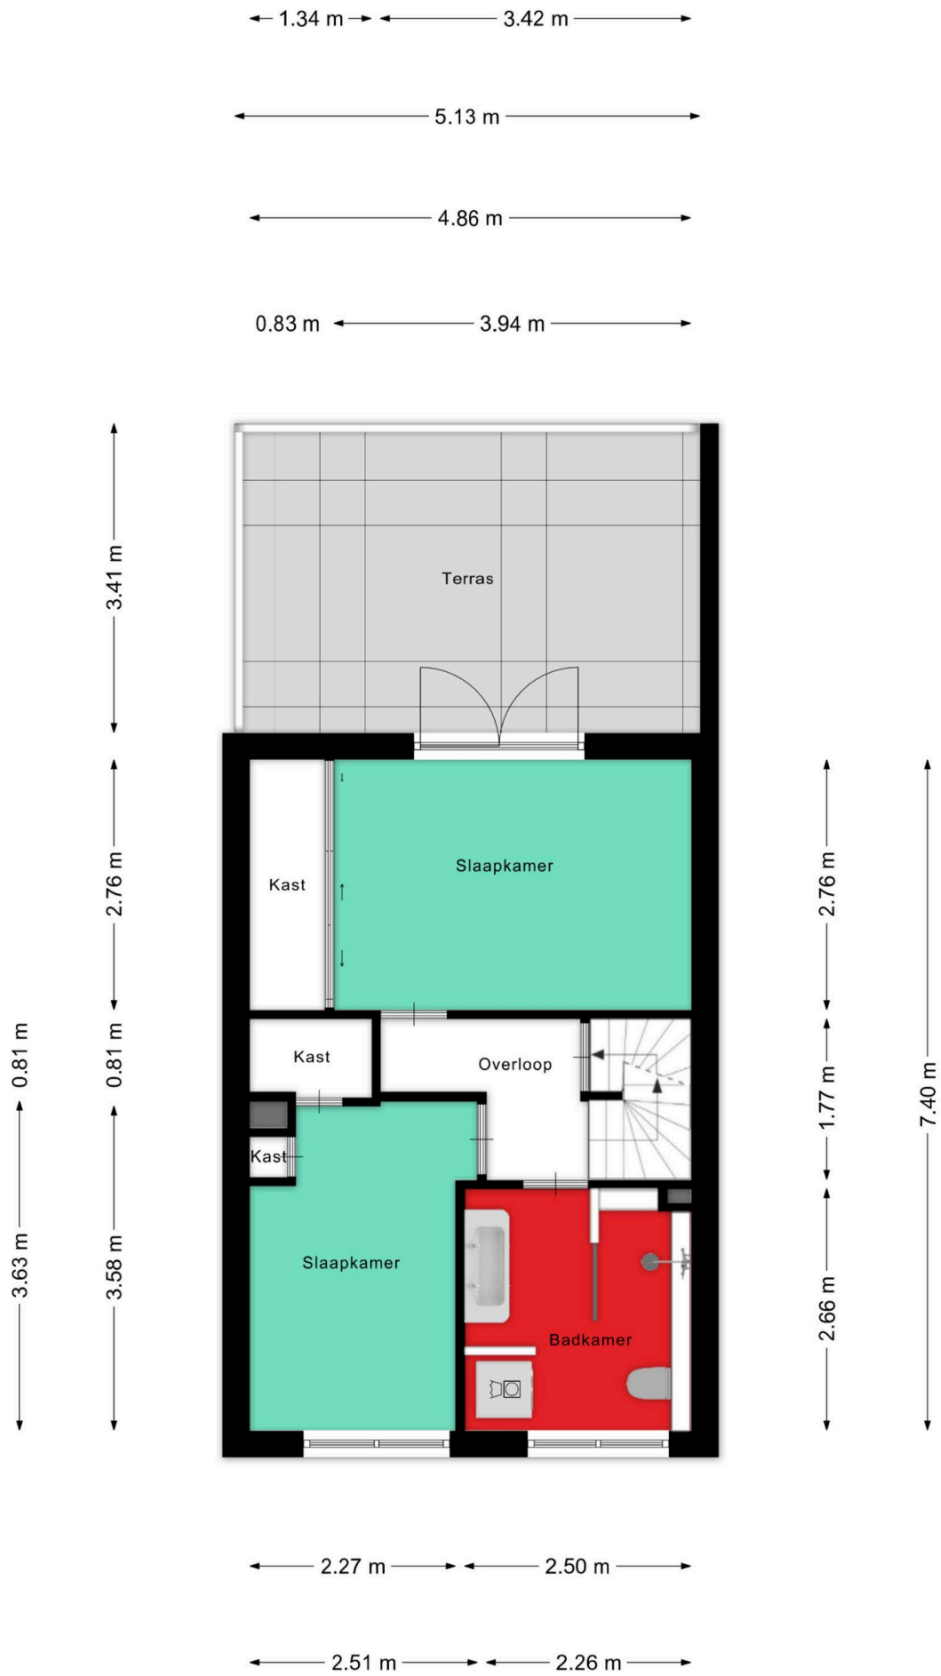 1.34 m
3.42 m
5.13 m
4.86 m
0.83 m
3.94 m
3.41 m
Terras
2.76 m
Kast
Slaapkamer
2.76 m
7.40 m
0.81 m
0.81 m
Kast
Overloop
1.77 m
Kast
3.63 m
3.58 m
Slaapkamer
Badkamer
2.66 m
2.27 m
2.50 m
2.51 m
2.26 m